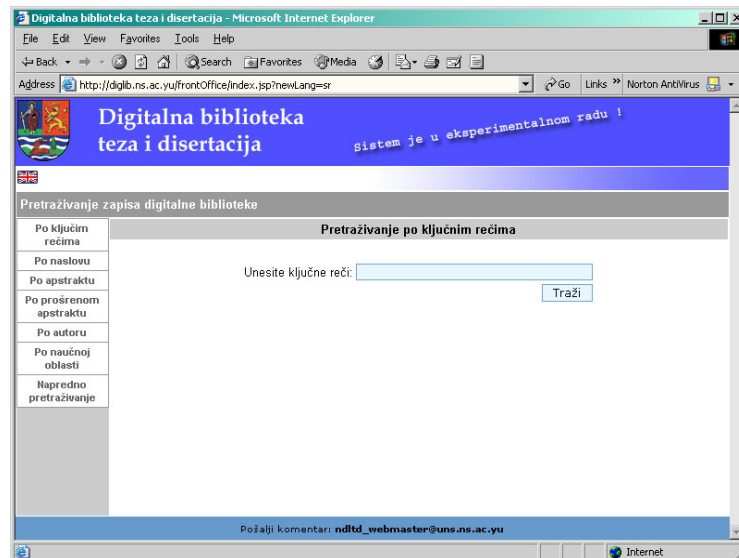 Digitalna biblioteka teza i disertacija - Microsoft Internet Explorer
File Edit View Favorites Tools Help
Back Search Favorites Media
Address http://diglib.ns.ac.yu/frontOffice/index.jsp?newLang=sr Go Links » Norton AntiVirus
Digitalna biblioteka
teza i disertacija
Sistem je u eksperimentalnom radu !
Pretraživanje zapisa digitalne biblioteke
Po ključim
rečima
Po naslovu
Po apstraktu
Po prošrenom
apstraktu
Po autoru
Po naučnoj
oblasti
Napredno
pretraživanje
Pretraživanje po ključnim rečima
Unesite ključne reči:
Traži
Pošalji komentar: ndltd_webmaster@uns.ns.ac.yu
Internet